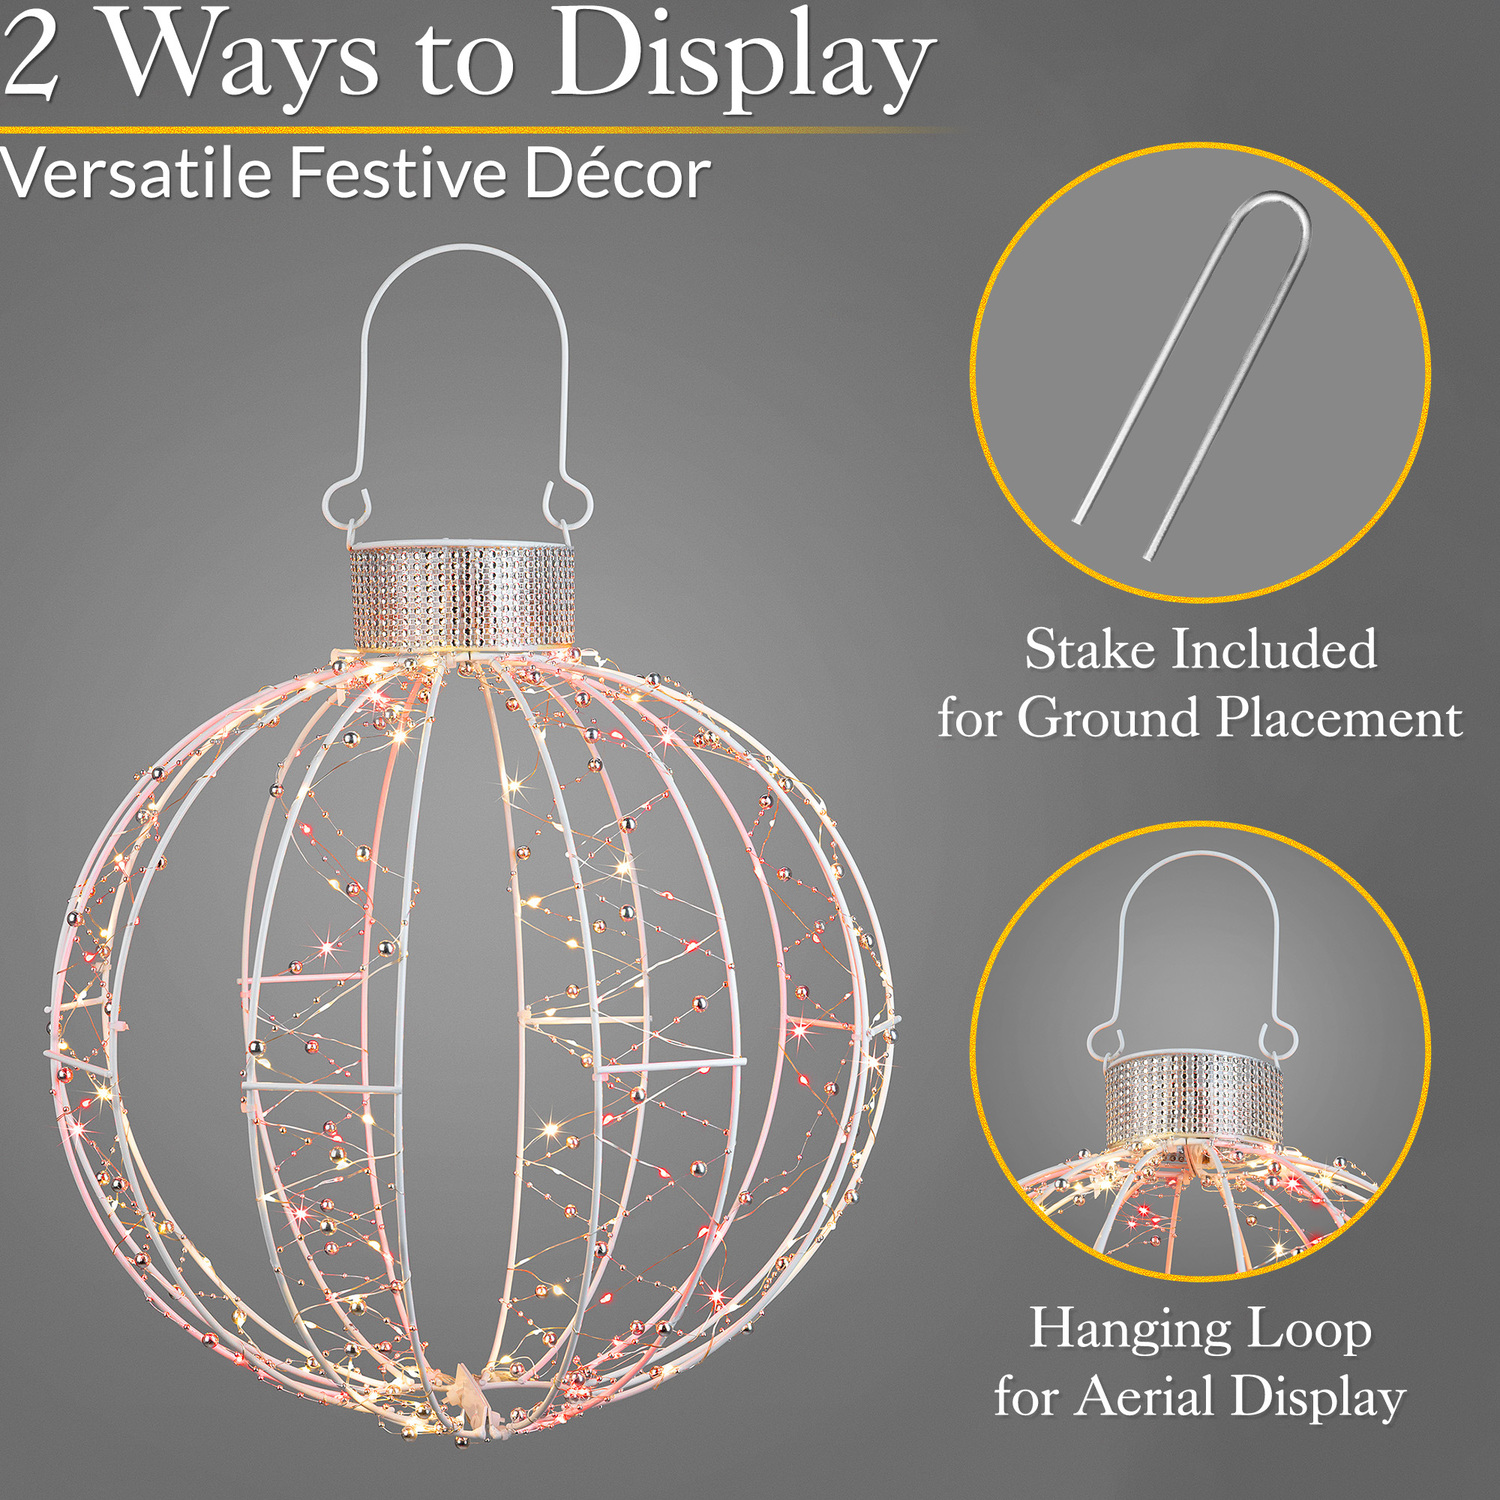 2 Ways to Display
Versatile Festive Décor
Stake Included
for Ground Placement
Hanging Loop
for Aerial Display